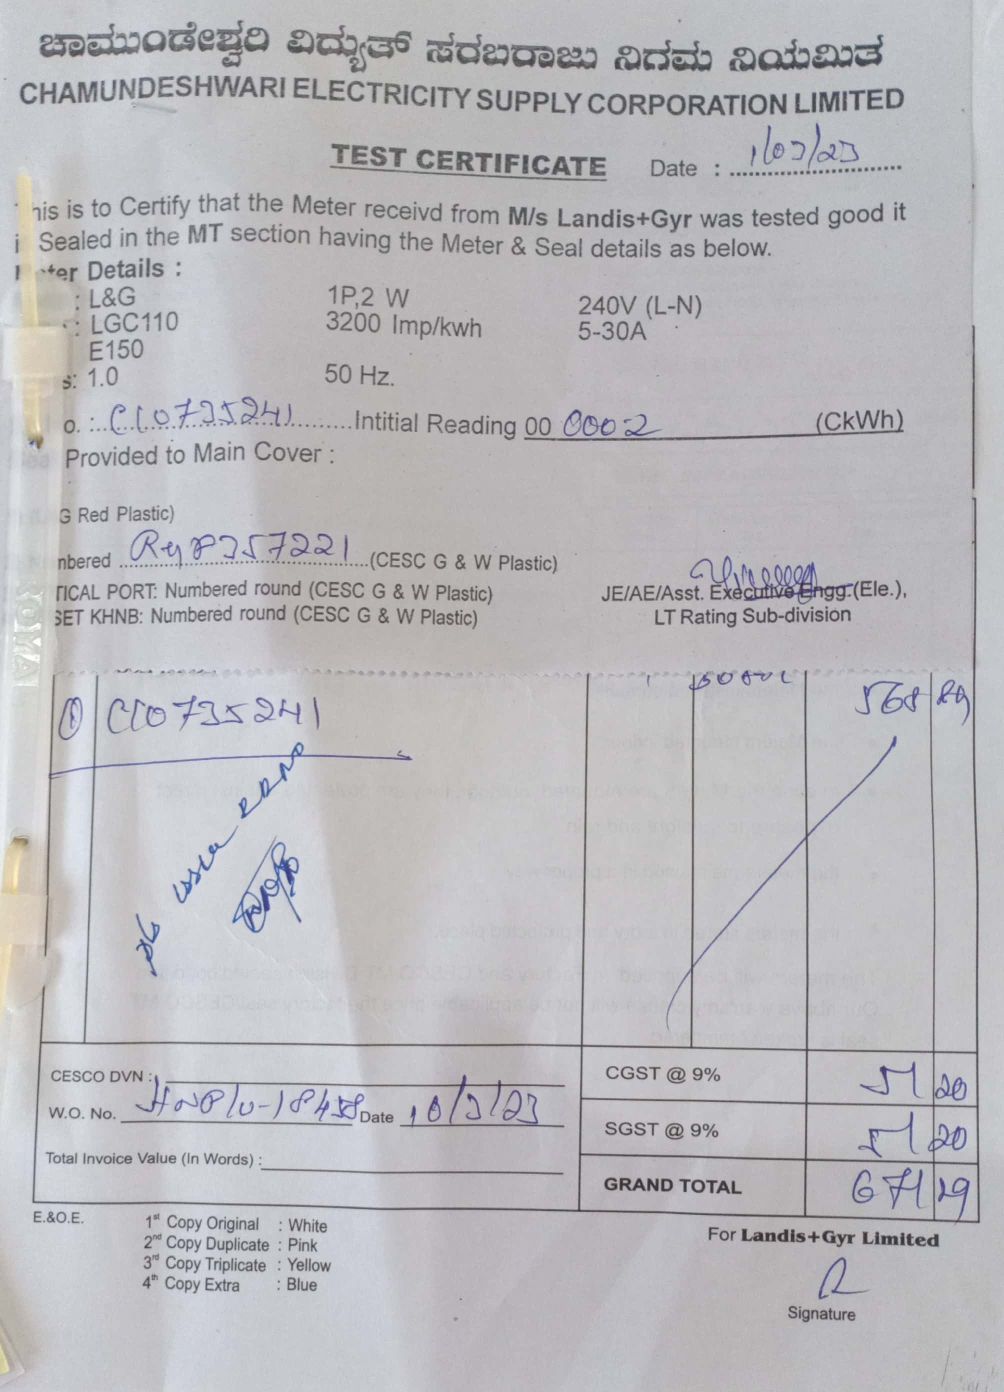 ಚಾಮುಂಡೇಶ್ವರಿ ವಿದ್ಯುತ್ ಸರಬರಾಜು ನಿಗಮ ನಿಯಮಿತ
CHAMUNDESHWARI ELECTRICITY SUPPLY CORPORATION LIMITED
TEST CERTIFICATE Date : 1/03/23
his is to Certify that the Meter receivd from M/s Landis+Gyr was tested good it
Sealed in the MT section having the Meter & Seal details as below.
ter Details :
: L&G 1P,2 W 240V (L-N)
: LGC110 3200 Imp/kwh 5-30A
E150
s: 1.0 50 Hz.
o. : C10735241 Intitial Reading 00 0002 (CkWh)
Provided to Main Cover :
G Red Plastic)
nbered (CESC G & W Plastic)
TICAL PORT: Numbered round (CESC G & W Plastic) JE/AE/Asst. Executive Engg.(Ele.),
SET KHNB: Numbered round (CESC G & W Plastic) LT Rating Sub-division
TOYAL
① C10735241 568 89
CESCO DVN : CGST @ 9% 51 20
W.O. No. Date 10/3/23
SGST @ 9% 51 20
Total Invoice Value (In Words) :
GRAND TOTAL 671 29
E.&O.E. 1st Copy Original : White
2nd Copy Duplicate : Pink
3rd Copy Triplicate : Yellow
4th Copy Extra : Blue
For Landis+Gyr Limited
Signature